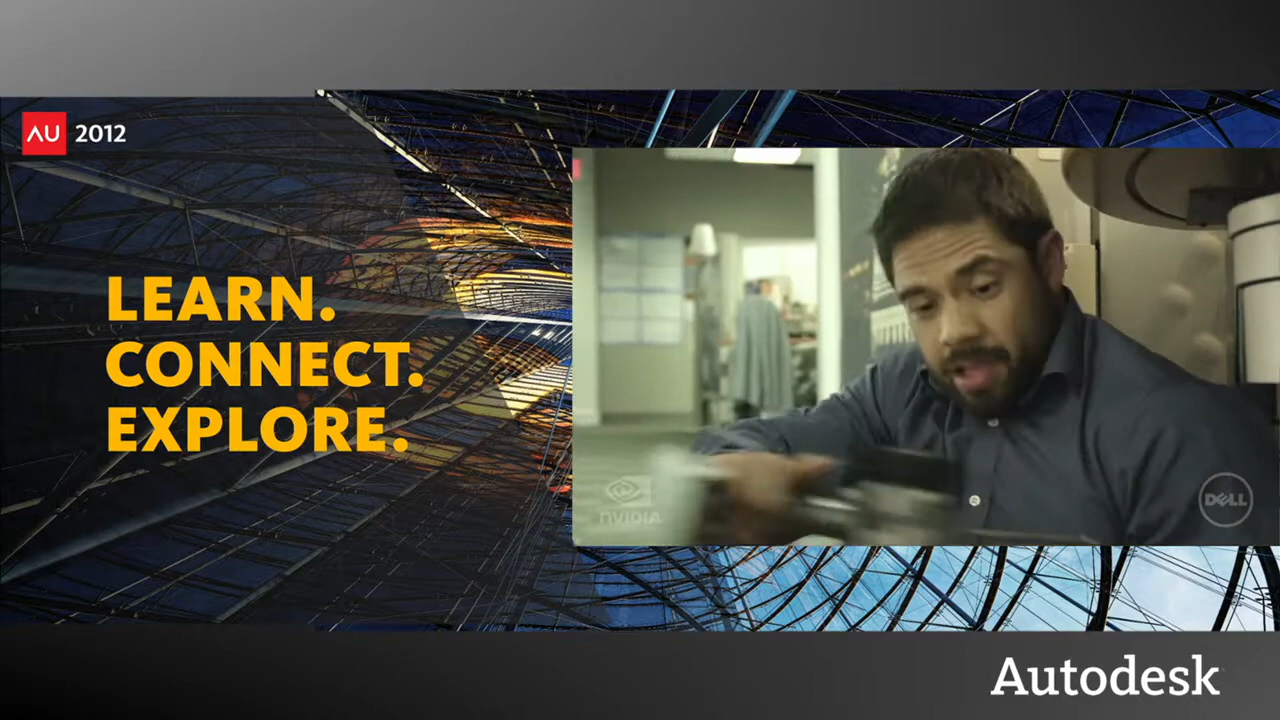 AU 2012
LEARN.
CONNECT.
EXPLORE.
NVIDIA
DELL
Autodesk